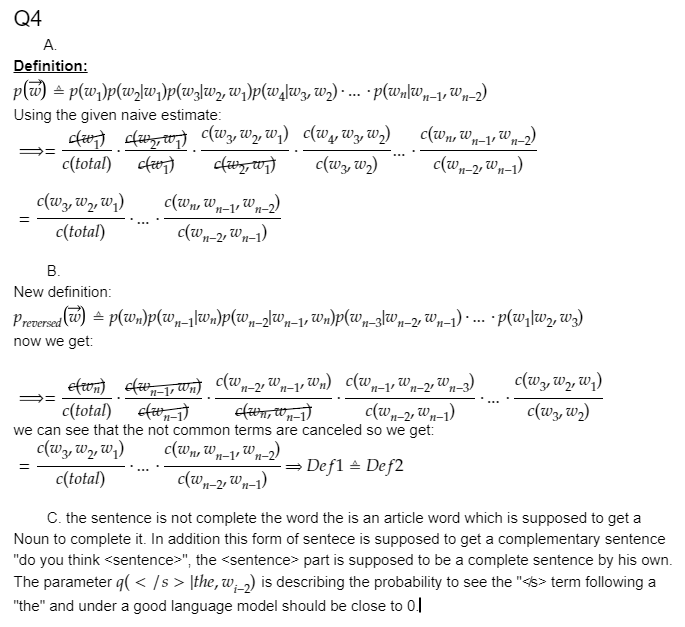 Q4
A.
Definition:
p(w⃗) ≜ p(w₁)p(w₂|w₁)p(w₃|w₂, w₁)p(w₄|w₃, w₂) · ... · p(wₙ|wₙ₋₁, wₙ₋₂)
Using the given naive estimate:
⟹= c(w₁)/c(total) · c(w₂, w₁)/c(w₁) · c(w₃, w₂, w₁)/c(w₂, w₁) · c(w₄, w₃, w₂)/c(w₃, w₂) ... · c(wₙ, wₙ₋₁, wₙ₋₂)/c(wₙ₋₂, wₙ₋₁)
= c(w₃, w₂, w₁)/c(total) · ... · c(wₙ, wₙ₋₁, wₙ₋₂)/c(wₙ₋₂, wₙ₋₁)
B.
New definition:
p_reversed(w⃗) ≜ p(wₙ)p(wₙ₋₁|wₙ)p(wₙ₋₂|wₙ₋₁, wₙ)p(wₙ₋₃|wₙ₋₂, wₙ₋₁) · ... · p(w₁|w₂, w₃)
now we get:
⟹= c(wₙ)/c(total) · c(wₙ₋₁, wₙ)/c(wₙ₋₁) · c(wₙ₋₂, wₙ₋₁, wₙ)/c(wₙ, wₙ₋₁) · c(wₙ₋₁, wₙ₋₂, wₙ₋₃)/c(wₙ₋₂, wₙ₋₁) · ... · c(w₃, w₂, w₁)/c(w₃, w₂)
we can see that the not common terms are canceled so we get:
= c(w₃, w₂, w₁)/c(total) · ... · c(wₙ, wₙ₋₁, wₙ₋₂)/c(wₙ₋₂, wₙ₋₁) ⟹ Def1 ≜ Def2
C. the sentence is not complete the word the is an article word which is supposed to get a
Noun to complete it. In addition this form of sentece is supposed to get a complementary sentence
"do you think <sentence>", the <sentence> part is supposed to be a complete sentence by his own.
The parameter q( < /s > |the, wᵢ₋₂) is describing the probability to see the "</s> term following a
"the" and under a good language model should be close to 0.